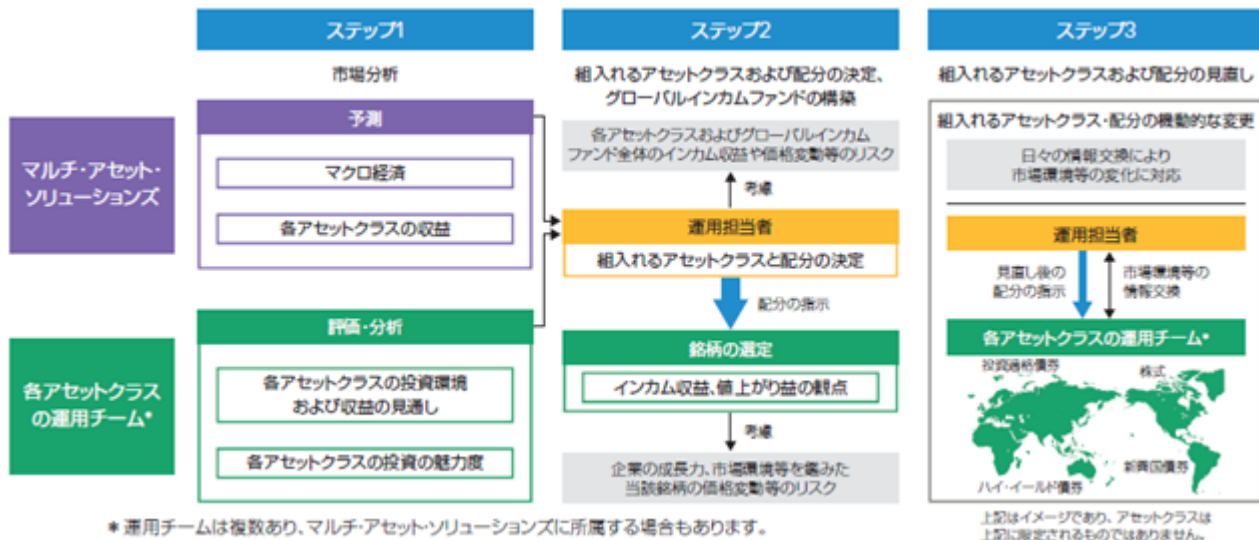 ステップ1
ステップ2
ステップ3
市場分析
組入れるアセットクラスおよび配分の決定、
グローバルインカムファンドの構築
組入れるアセットクラスおよび配分の見直し
マルチ・アセット・
ソリューションズ
予測
マクロ経済
各アセットクラスの収益
各アセットクラス
の運用チーム*
評価・分析
各アセットクラスの投資環境
および収益の見通し
各アセットクラスの投資の魅力度
各アセットクラスおよびグローバルインカム
ファンド全体のインカム収益や価格変動等のリスク
考慮
運用担当者
組入れるアセットクラスと配分の決定
配分の指示
銘柄の選定
インカム収益、値上がり益の観点
考慮
企業の成長力、市場環境等を鑑みた
当該銘柄の価格変動等のリスク
組入れるアセットクラス・配分の機動的な変更
日々の情報交換により
市場環境等の変化に対応
運用担当者
見直し後の
配分の指示
市場環境等の
情報交換
各アセットクラスの運用チーム*
投資適格債券
株式
新興国債券
ハイ・イールド債券
上記はイメージであり、アセットクラスは
上記に限定されるものではありません。
* 運用チームは複数あり、マルチ・アセット・ソリューションズに所属する場合もあります。